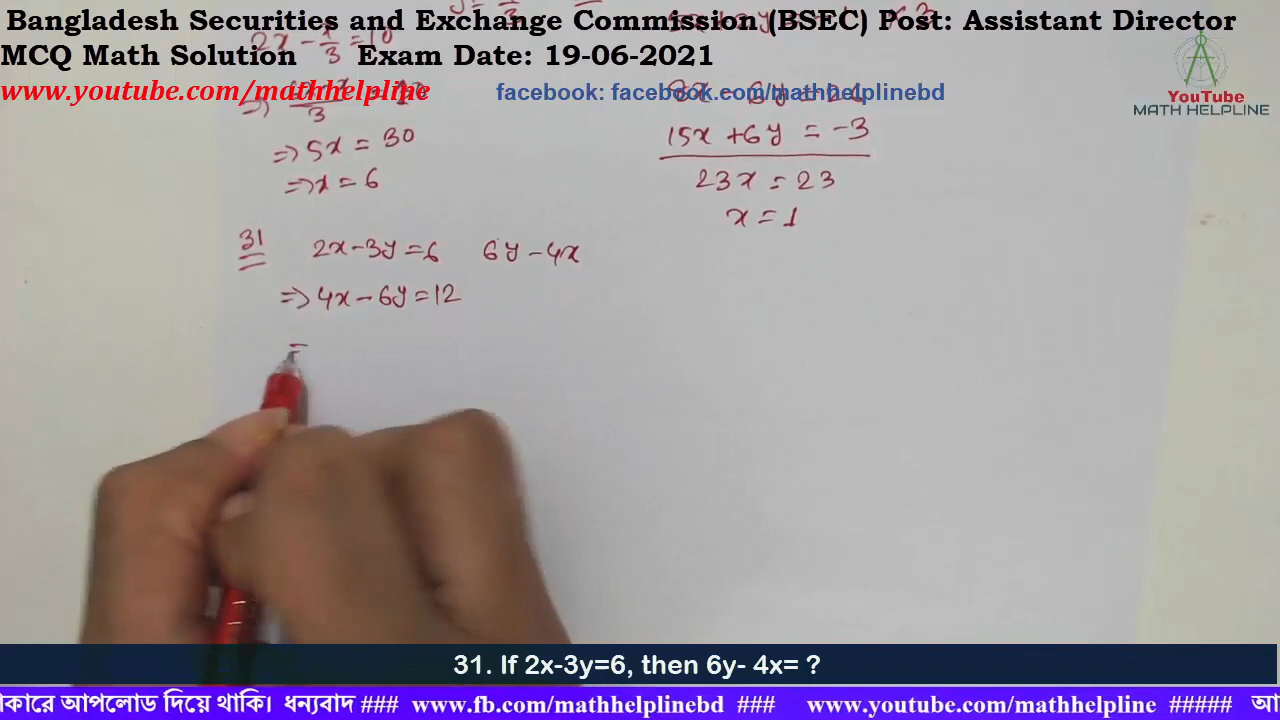 Bangladesh Securities and Exchange Commission (BSEC) Post: Assistant Director
MCQ Math Solution Exam Date: 19-06-2021
www.youtube.com/mathhelpline
facebook: facebook.com/mathhelplinebd
YouTube
MATH HELPLINE
2x - x/3 = 10
⇒ 5x = 30
⇒ x = 6
15x + 6y = -3
23x = 23
x = 1
31 2x-3y=6 6y-4x
⇒ 4x-6y=12
31. If 2x-3y=6, then 6y- 4x= ?
কারে আপলোড দিয়ে থাকি। ধন্যবাদ ### www.fb.com/mathhelplinebd ### www.youtube.com/mathhelpline ##### আ